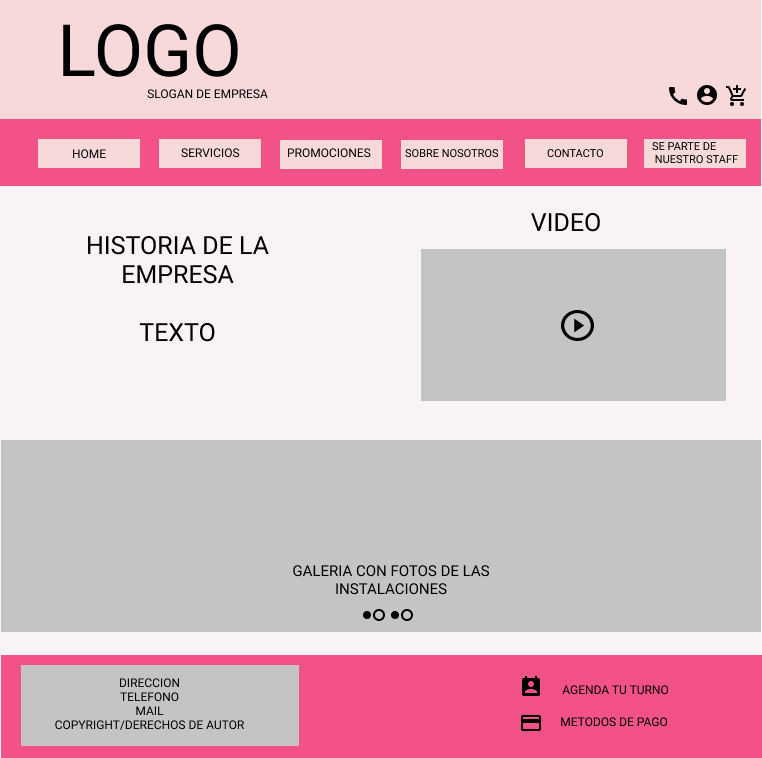 LOGO
SLOGAN DE EMPRESA
HOME
SERVICIOS
PROMOCIONES
SOBRE NOSOTROS
CONTACTO
SE PARTE DE
NUESTRO STAFF
HISTORIA DE LA
EMPRESA
TEXTO
VIDEO
GALERIA CON FOTOS DE LAS
INSTALACIONES
DIRECCION
TELEFONO
MAIL
COPYRIGHT/DERECHOS DE AUTOR
AGENDA TU TURNO
METODOS DE PAGO